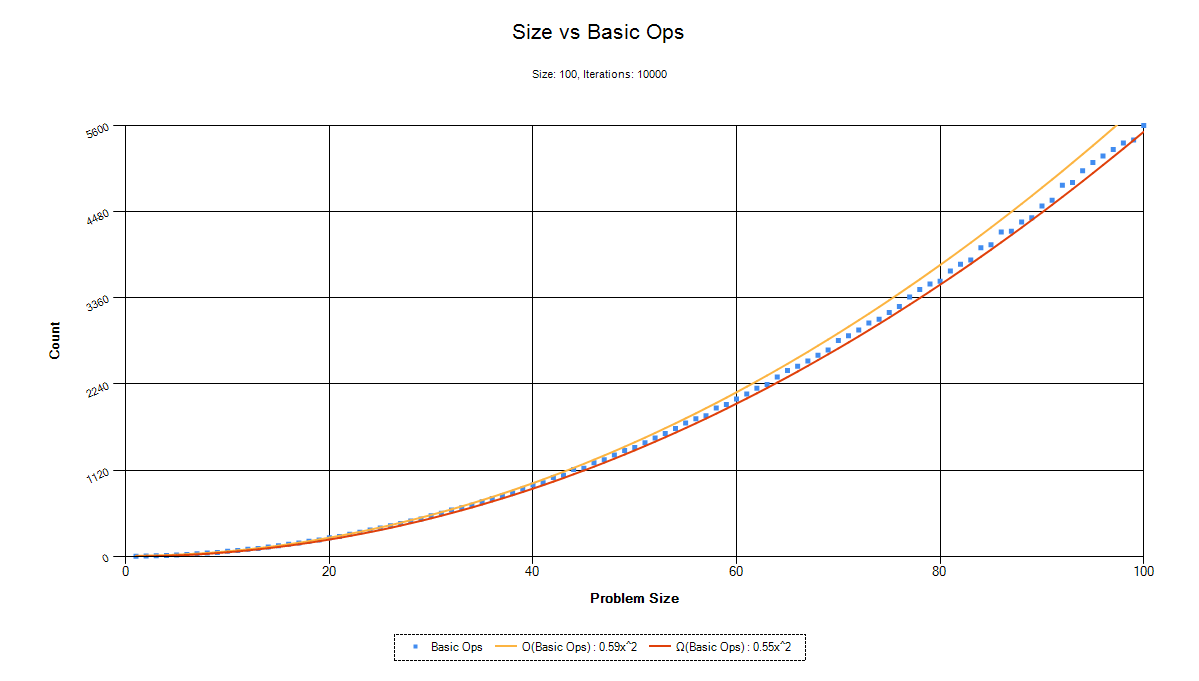 Size vs Basic Ops
Size: 100, Iterations: 10000
5600
4480
3360
2240
1120
0
Count
0 20 40 60 80 100
Problem Size
Basic Ops O(Basic Ops) : 0.59x^2 Ω(Basic Ops) : 0.55x^2